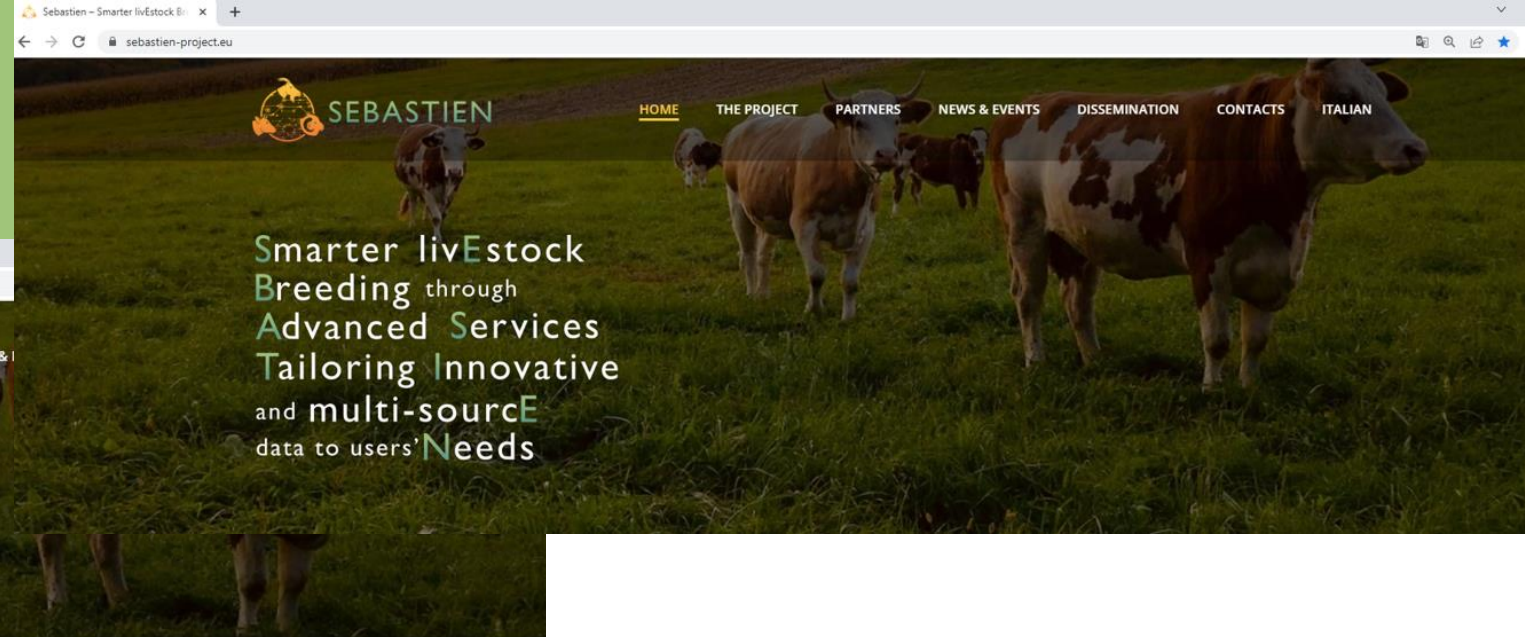 Sebastien – Smarter livEstock Br
sebastien-project.eu
SEBASTIEN
HOME THE PROJECT PARTNERS NEWS & EVENTS DISSEMINATION CONTACTS ITALIAN
Smarter livEstock
Breeding through
Advanced Services
Tailoring Innovative
&
and multi-sourcE
data to users' Needs